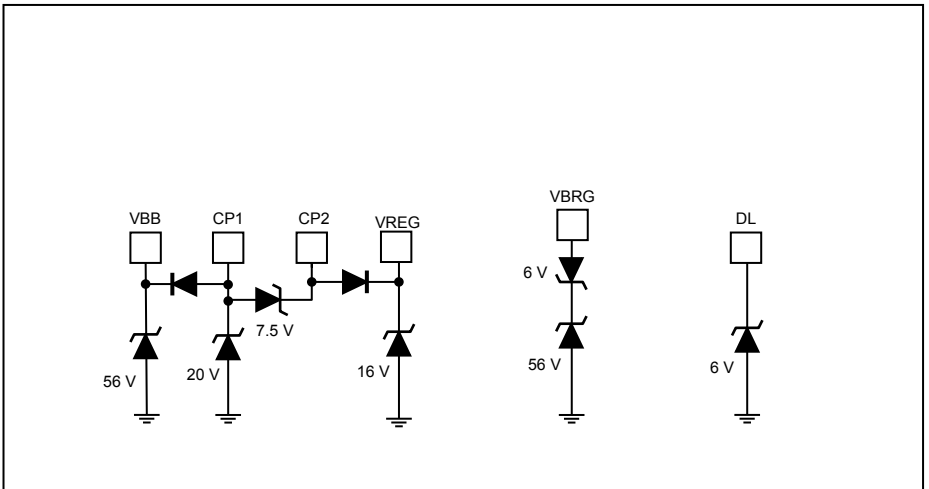 VBB
CP1
CP2
VREG
7.5 V
56 V
20 V
16 V
VBRG
6 V
56 V
DL
6 V